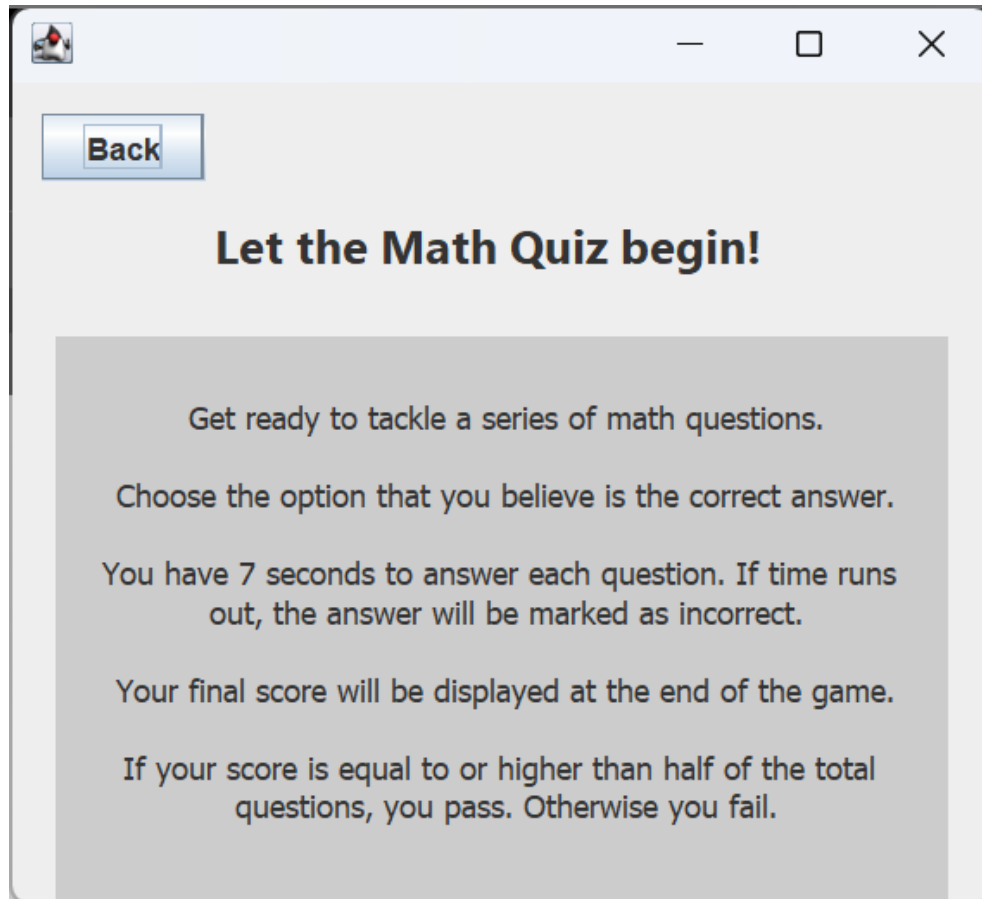 Back
Let the Math Quiz begin!
Get ready to tackle a series of math questions.
Choose the option that you believe is the correct answer.
You have 7 seconds to answer each question. If time runs
out, the answer will be marked as incorrect.
Your final score will be displayed at the end of the game.
If your score is equal to or higher than half of the total
questions, you pass. Otherwise you fail.